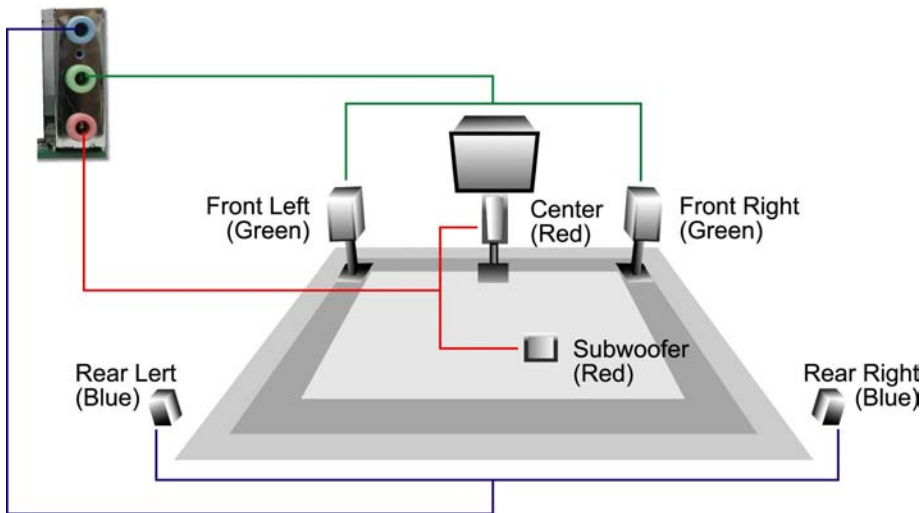 Front Left
(Green)
Center
(Red)
Front Right
(Green)
Subwoofer
(Red)
Rear Lert
(Blue)
Rear Right
(Blue)